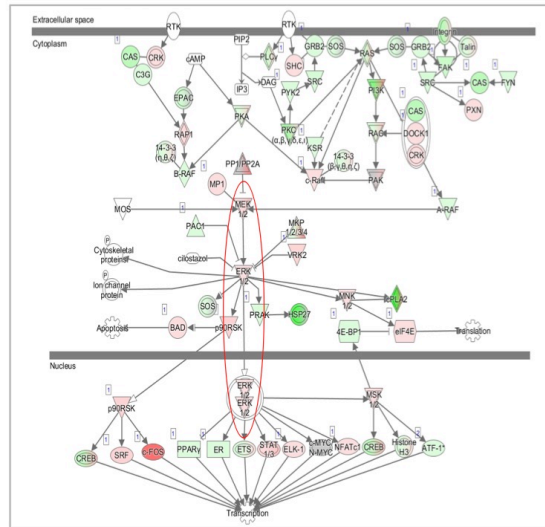 Extracellular space
Cytoplasm
RTK
CAS
CRK
C3G
cAMP
EPAC
RAP1
14-3-3
(η,θ,ζ)
B-RAF
PKA
PIP2
IP3
DAG
PLCγ
RTK
SHC
GRB2
SOS
SRC
PYK2
PKC
(α,β,γ,δ,ε,ι)
KSR
RAS
SOS
GRB2
PI3K
RAC
PAK
c-Raf
14-3-3
(β,γ,θ,η,ζ)
Integrin
Talin
FAK
SRC
CAS
FYN
PXN
CAS
DOCK1
CRK
A-RAF
PP1/PP2A
MP1
MEK
1/2
MOS
PAC1
MKP
1/2/3/4
VRK2
Cytoskeletal
proteins
cilostazol
ERK
1/2
Ion channel
protein
SOS
Apoptosis
BAD
p90RSK
PRAK
HSP27
MNK
1/2
cPLA2
4E-BP1
eIF4E
Translation
Nucleus
ERK
1/2
ERK
1/2
p90RSK
MSK
1/2
CREB
SRF
c-FOS
PPARγ
ER
ETS
STAT
1/3
ELK-1
c-MYC
N-MYC
NFATc1
CREB
Histone
H3
ATF-1*
Transcription